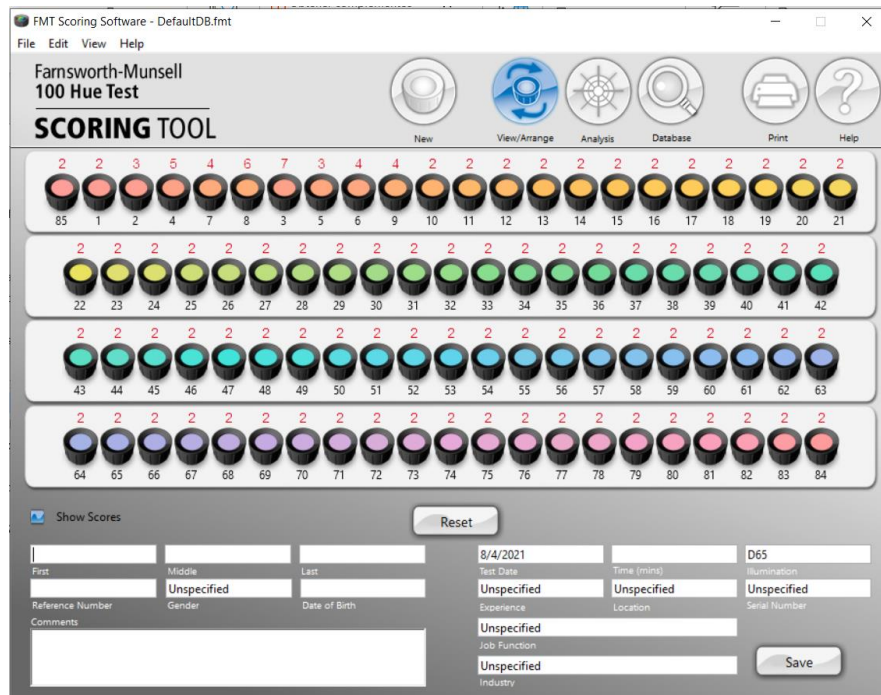 FMT Scoring Software - DefaultDB.fmt
File Edit View Help
Farnsworth-Munsell
100 Hue Test
SCORING TOOL
New View/Arrange Analysis Database Print Help
2 2 3 5 4 6 7 3 4 4 2 2 2 2 2 2 2 2 2 2 2 2
85 1 2 4 7 8 3 5 6 9 10 11 12 13 14 15 16 17 18 19 20 21
2 2 2 2 2 2 2 2 2 2 2 2 2 2 2 2 2 2 2 2 2
22 23 24 25 26 27 28 29 30 31 32 33 34 35 36 37 38 39 40 41 42
2 2 2 2 2 2 2 2 2 2 2 2 2 2 2 2 2 2 2 2 2
43 44 45 46 47 48 49 50 51 52 53 54 55 56 57 58 59 60 61 62 63
2 2 2 2 2 2 2 2 2 2 2 2 2 2 2 2 2 2 2 2 2
64 65 66 67 68 69 70 71 72 73 74 75 76 77 78 79 80 81 82 83 84
Show Scores
Reset
8/4/2021 D65
First Middle Last Test Date Time (mins) Illumination
Unspecified Unspecified Unspecified Unspecified
Reference Number Gender Date of Birth Experience Location Serial Number
Comments
Unspecified
Job Function
Unspecified
Save
Industry